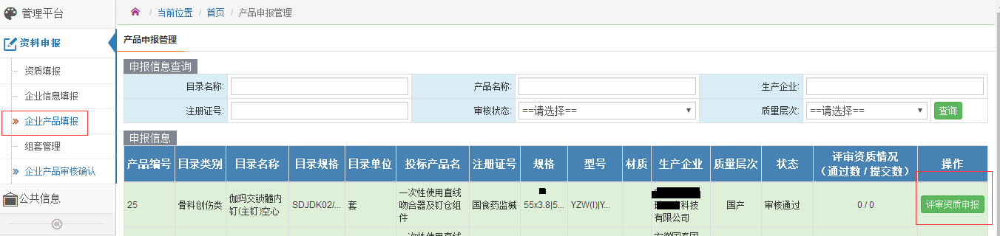 管理平台
/ 当前位置 / 首页 / 产品申报管理
资料申报
产品申报管理
资质填报
企业信息填报
企业产品填报
组套管理
企业产品审核确认
公共信息
申报信息查询
目录名称: 产品名称: 生产企业:
注册证号: 审核状态: ==请选择== 质量层次: ==请选择== 查询
申报信息
产品编号 目录类别 目录名称 目录规格 目录单位 投标产品名 注册证号 规格 型号 材质 生产企业 质量层次 状态 评审资质情况 操作
（通过数 / 提交数）
25 骨科创伤类 伽玛交锁髓内 SDJDK02/... 套 一次性使用直线 国食药监械 55x3.8|5... YZW(I)|Y... 国产 审核通过 0 / 0 评审资质申报
钉(主钉)空心 吻合器及钉仓组 科技
件 有限公司